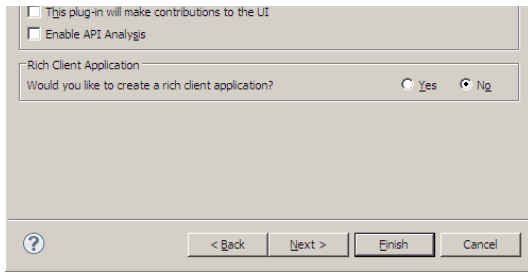 This plug-in will make contributions to the UI
Enable API Analysis
Rich Client Application
Would you like to create a rich client application?
Yes
No
?
< Back
Next >
Finish
Cancel